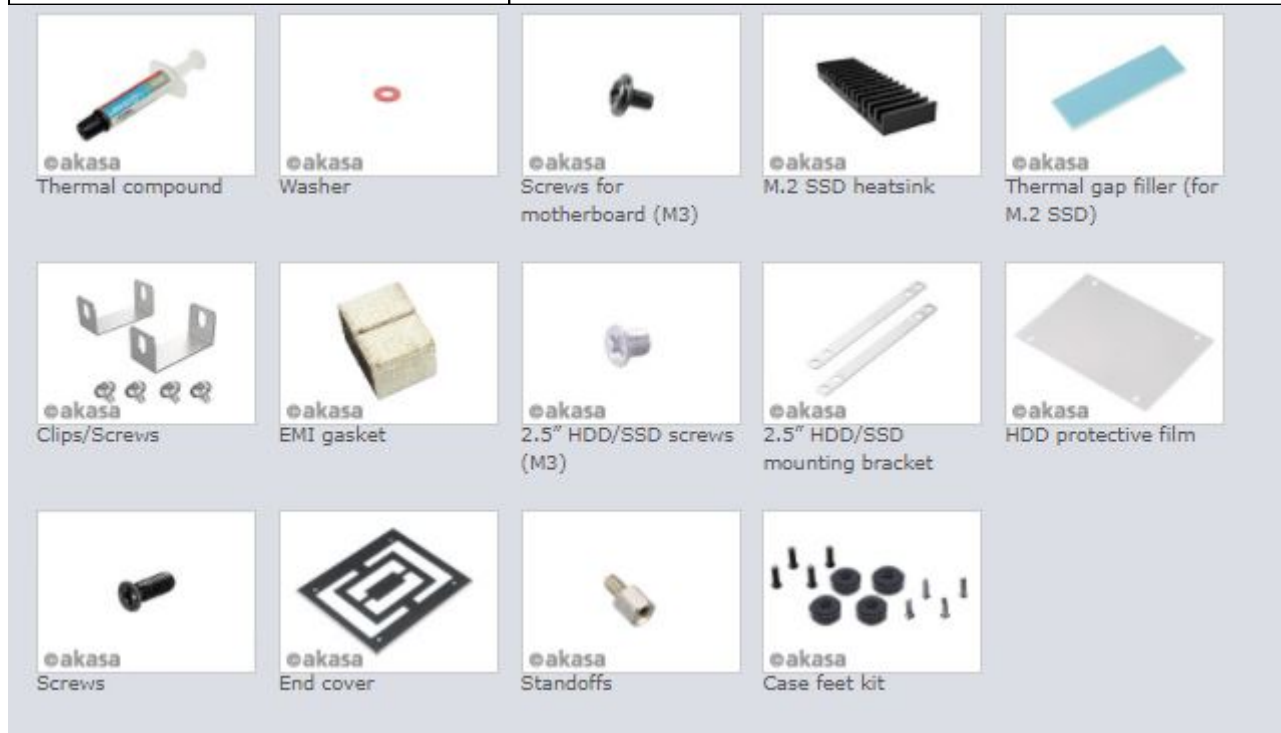 akasa
Thermal compound
akasa
Washer
akasa
Screws for
motherboard (M3)
akasa
M.2 SSD heatsink
akasa
Thermal gap filler (for
M.2 SSD)
akasa
Clips/Screws
akasa
EMI gasket
akasa
2.5" HDD/SSD screws
(M3)
akasa
2.5" HDD/SSD
mounting bracket
akasa
HDD protective film
akasa
Screws
akasa
End cover
akasa
Standoffs
akasa
Case feet kit